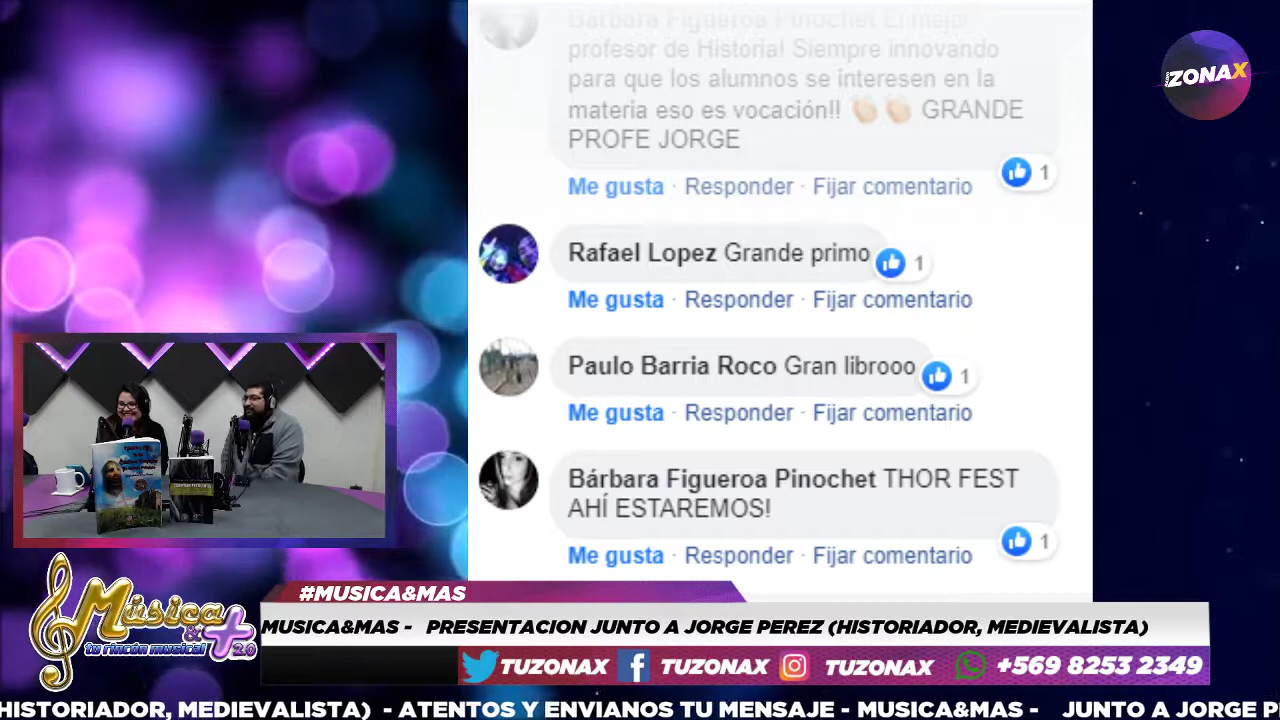 Bárbara Figueroa Pinochet El mejor
profesor de Historia! Siempre innovando
para que los alumnos se interesen en la
materia eso es vocación!! 👏🏻👏🏻 GRANDE
PROFE JORGE
1
Me gusta · Responder · Fijar comentario
ZONAX
Rafael Lopez Grande primo
1
Me gusta · Responder · Fijar comentario
Paulo Barria Roco Gran librooo
1
Me gusta · Responder · Fijar comentario
Bárbara Figueroa Pinochet THOR FEST
AHÍ ESTAREMOS!
1
Me gusta · Responder · Fijar comentario
Música
&+
tu rincón musical 2.0
#MUSICA&MAS
MUSICA&MAS - PRESENTACION JUNTO A JORGE PEREZ (HISTORIADOR, MEDIEVALISTA)
TUZONAX TUZONAX TUZONAX +569 8253 2349
HISTORIADOR, MEDIEVALISTA) - ATENTOS Y ENVIANOS TU MENSAJE - MUSICA&MAS - JUNTO A JORGE P